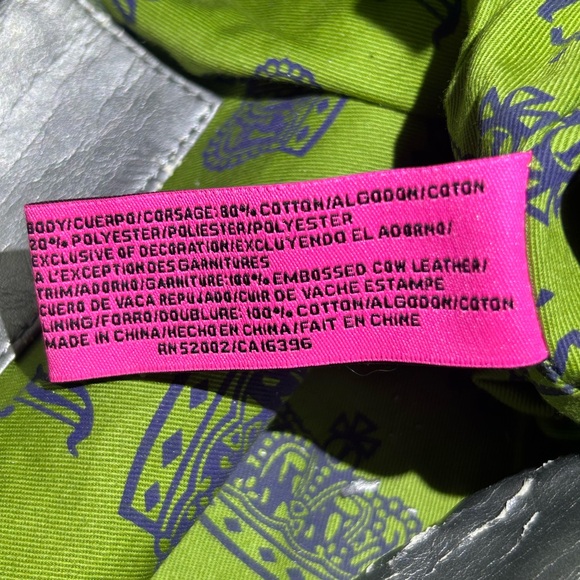 BODY/CUERPO/CORSAGE: 80% COTTON/ALGODON/COTON
20% POLYESTER/POLIESTER/POLYESTER
EXCLUSIVE OF DECORATION/EXCLUYENDO EL ADORNO/
A L'EXCEPTION DES GARNITURES
TRIM/ADORNO/GARNITURE: 100% EMBOSSED COW LEATHER/
CUERO DE VACA REPUJADO/CUIR DE VACHE ESTAMPE
LINING/FORRO/DOUBLURE: 100% COTTON/ALGODON/COTON
MADE IN CHINA/HECHO EN CHINA/FAIT EN CHINE
RN52002/CA16396